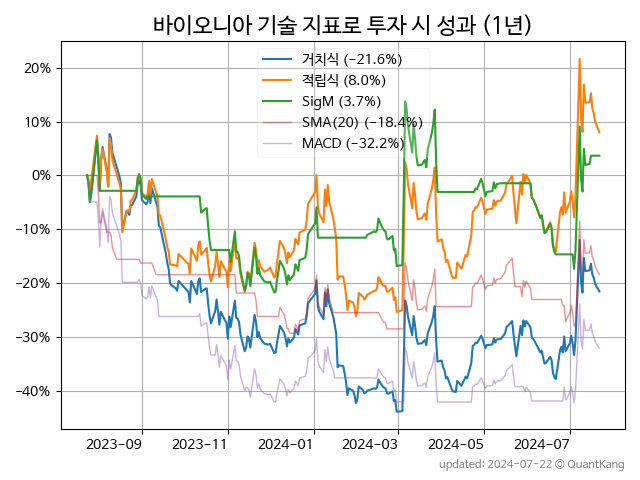 바이오니아 기술 지표로 투자 시 성과 (1년)
거치식 (−21.6%)
적립식 (8.0%)
SigM (3.7%)
SMA(20) (−18.4%)
MACD (−32.2%)
20%
10%
0%
−10%
−20%
−30%
−40%
2023−09 2023−11 2024−01 2024−03 2024−05 2024−07
updated: 2024-07-22 © QuantKang